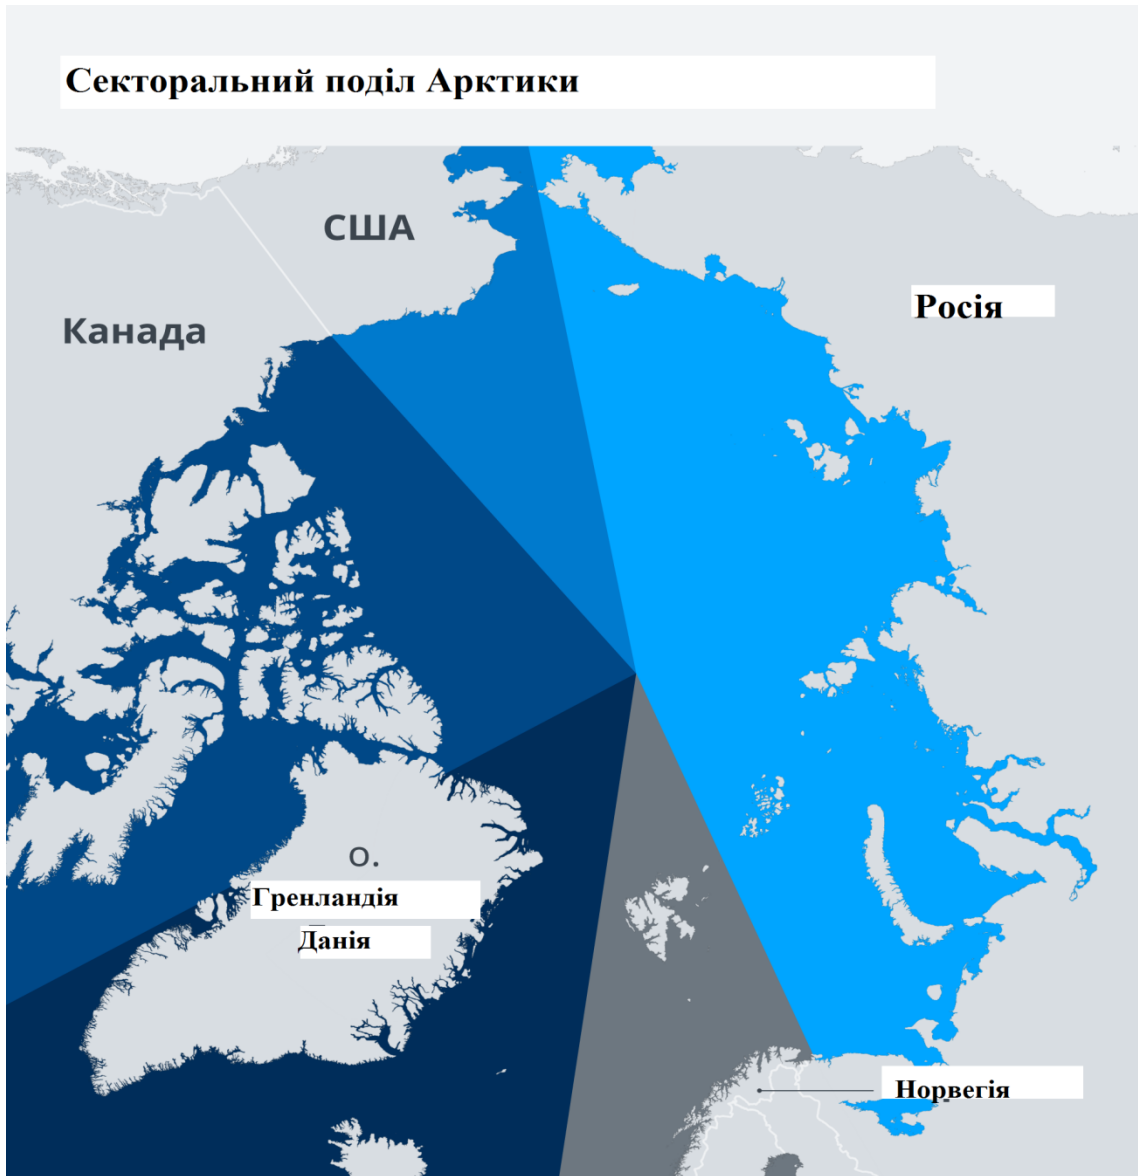 Секторальний поділ Арктики
США
Росія
Канада
О.
Гренландія
Данія
Норвегія